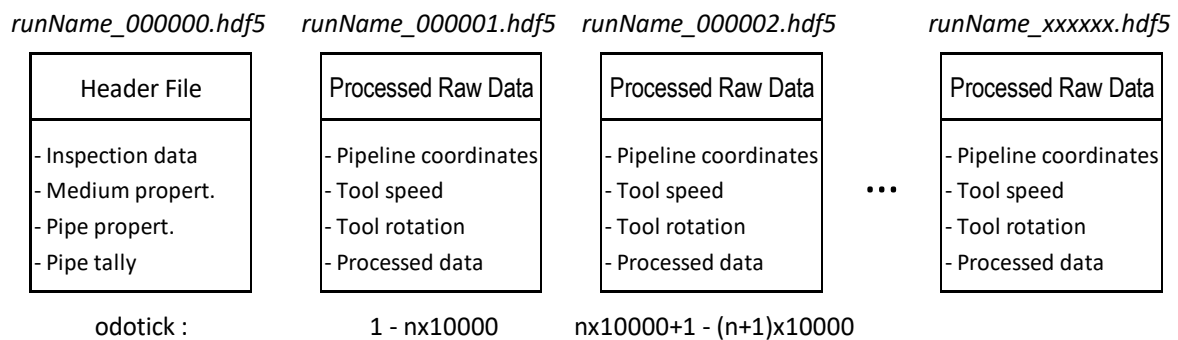 runName_000000.hdf5 runName_000001.hdf5 runName_000002.hdf5 runName_xxxxxx.hdf5
Header File Processed Raw Data Processed Raw Data Processed Raw Data
- Inspection data - Pipeline coordinates - Pipeline coordinates - Pipeline coordinates
- Medium propert. - Tool speed - Tool speed ... - Tool speed
- Pipe propert. - Tool rotation - Tool rotation - Tool rotation
- Pipe tally - Processed data - Processed data - Processed data
odotick : 1 - nx10000 nx10000+1 - (n+1)x10000